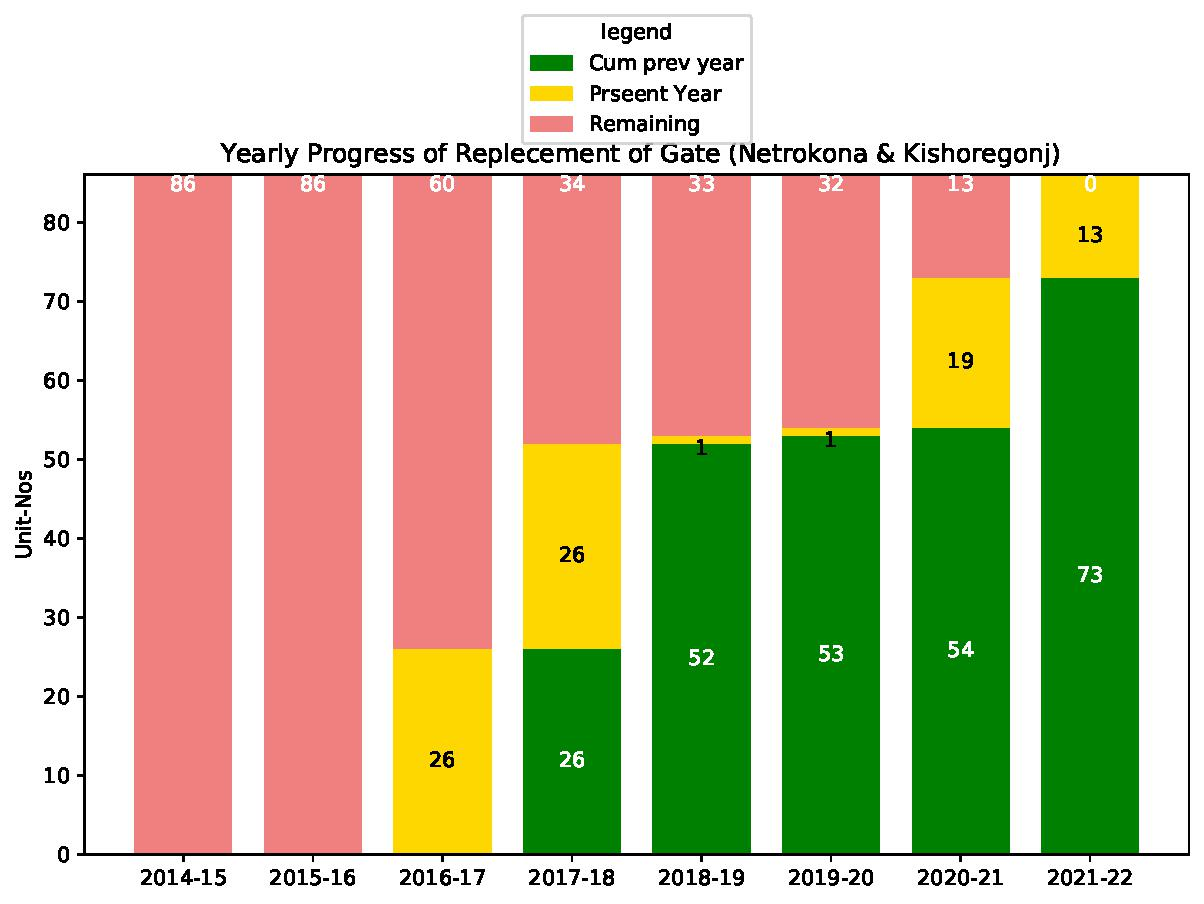 legend
Cum prev year
Prseent Year
Remaining
Yearly Progress of Replecement of Gate (Netrokona & Kishoregonj)
86 86 60 34 33 32 13 0
80
13
70
19
60
Unit-Nos
50
1 1
40
26
30
73
52 53 54
20
26 26
10
0
2014-15 2015-16 2016-17 2017-18 2018-19 2019-20 2020-21 2021-22